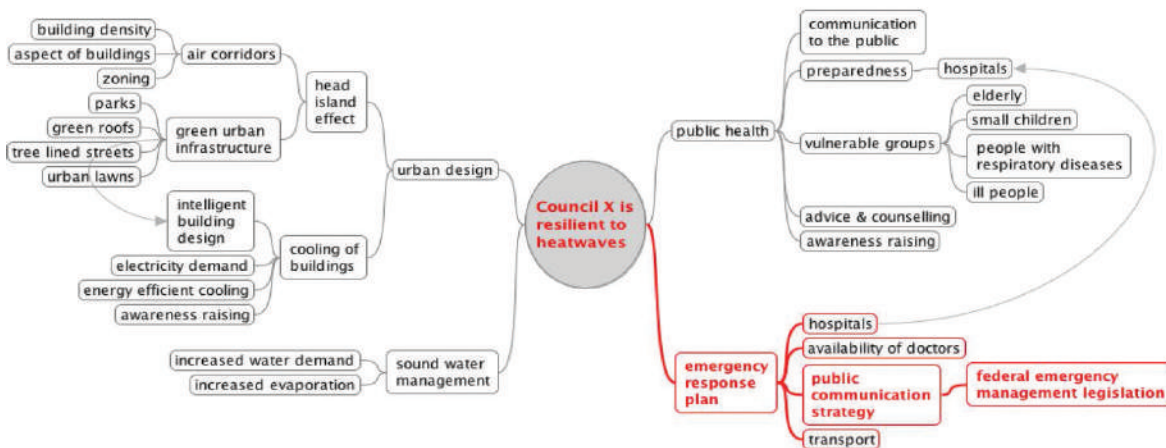 building density
aspect of buildings
zoning
air corridors
parks
green roofs
tree lined streets
urban lawns
green urban
infrastructure
head
island
effect
intelligent
building
design
electricity demand
energy efficient cooling
awareness raising
cooling of
buildings
urban design
increased water demand
increased evaporation
sound water
management
Council X is
resilient to
heatwaves
public health
communication
to the public
preparedness
hospitals
vulnerable groups
elderly
small children
people with
respiratory diseases
ill people
advice & counselling
awareness raising
emergency
response
plan
hospitals
availability of doctors
public
communication
strategy
federal emergency
management legislation
transport